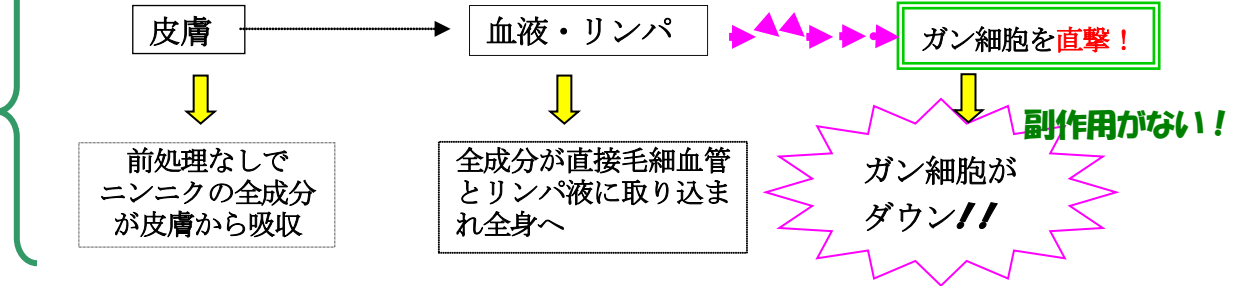 皮膚
血液・リンパ
ガン細胞を直撃！
副作用がない！
前処理なしで
ニンニクの全成分
が皮膚から吸収
全成分が直接毛細血管
とリンパ液に取り込ま
れ全身へ
ガン細胞が
ダウン!!